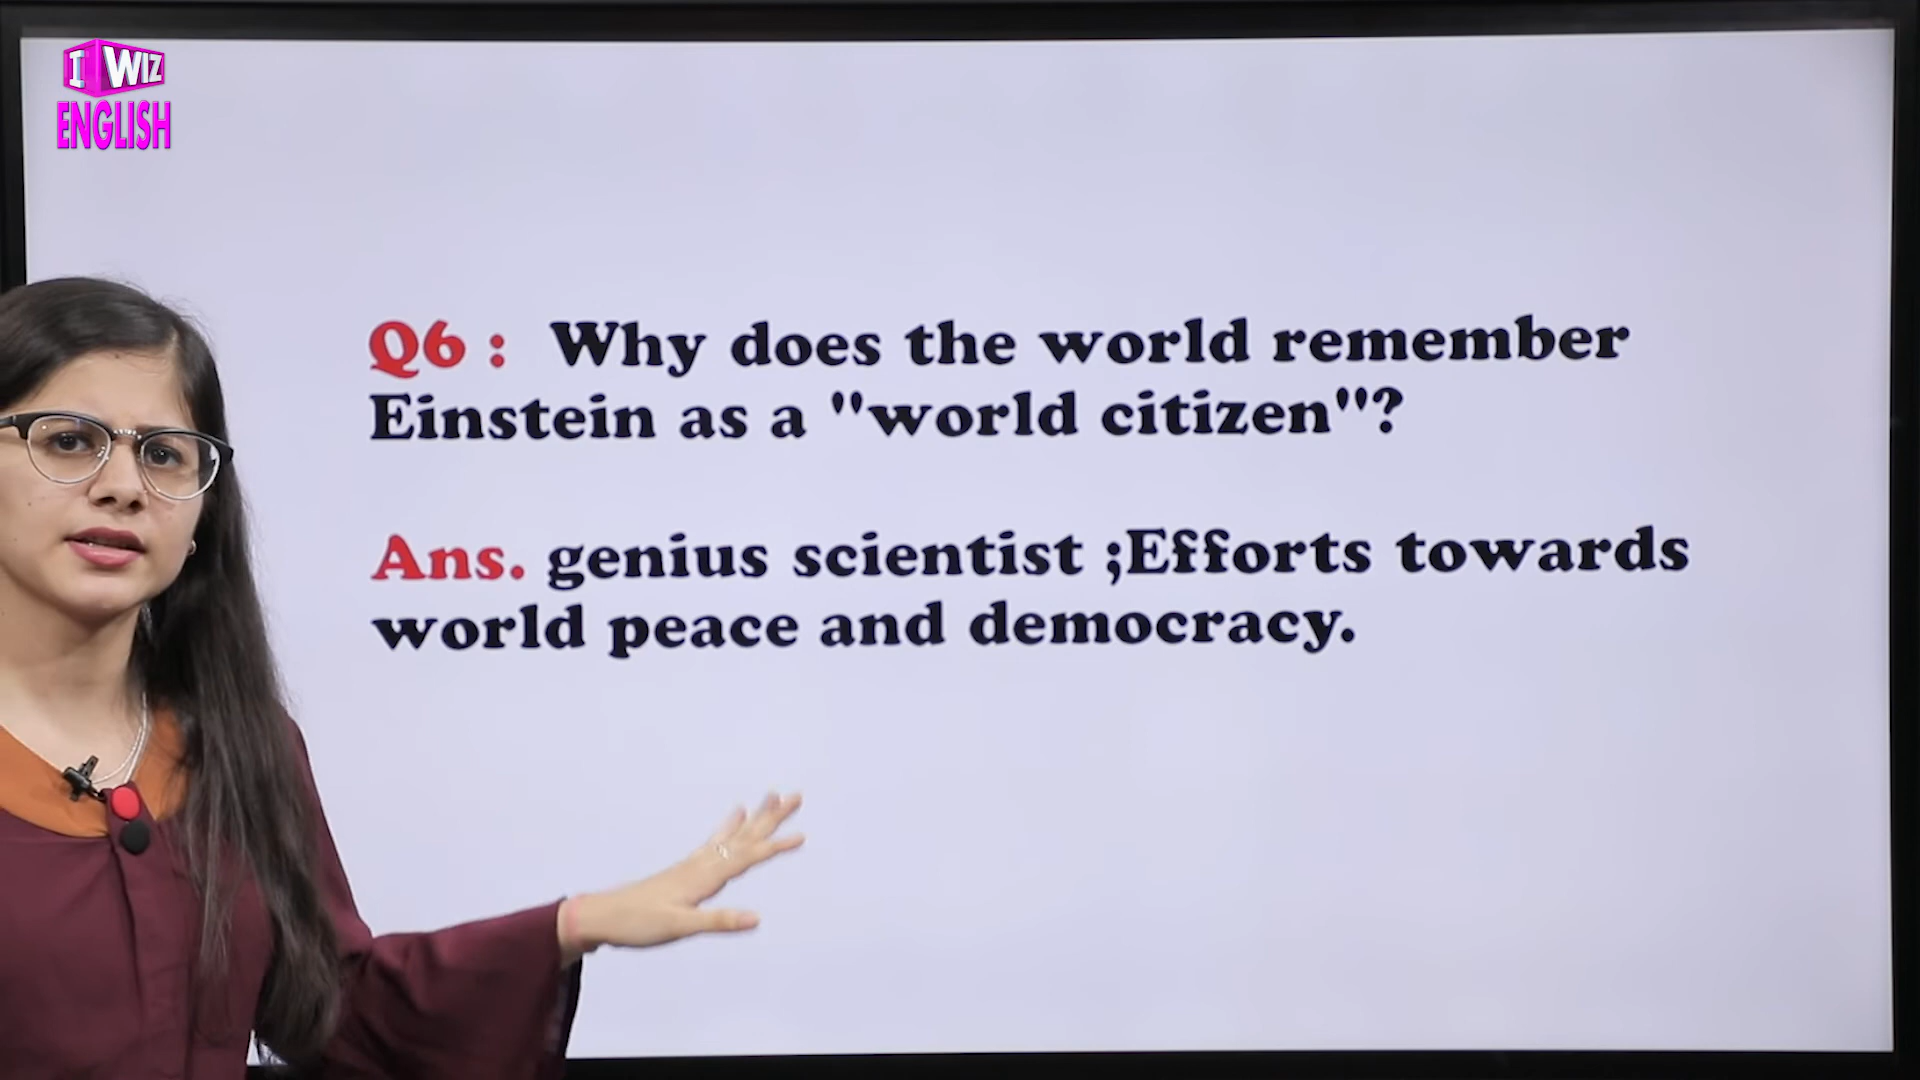 I WIZ
ENGLISH
Q6 : Why does the world remember
Einstein as a "world citizen"?
Ans. genius scientist ;Efforts towards
world peace and democracy.